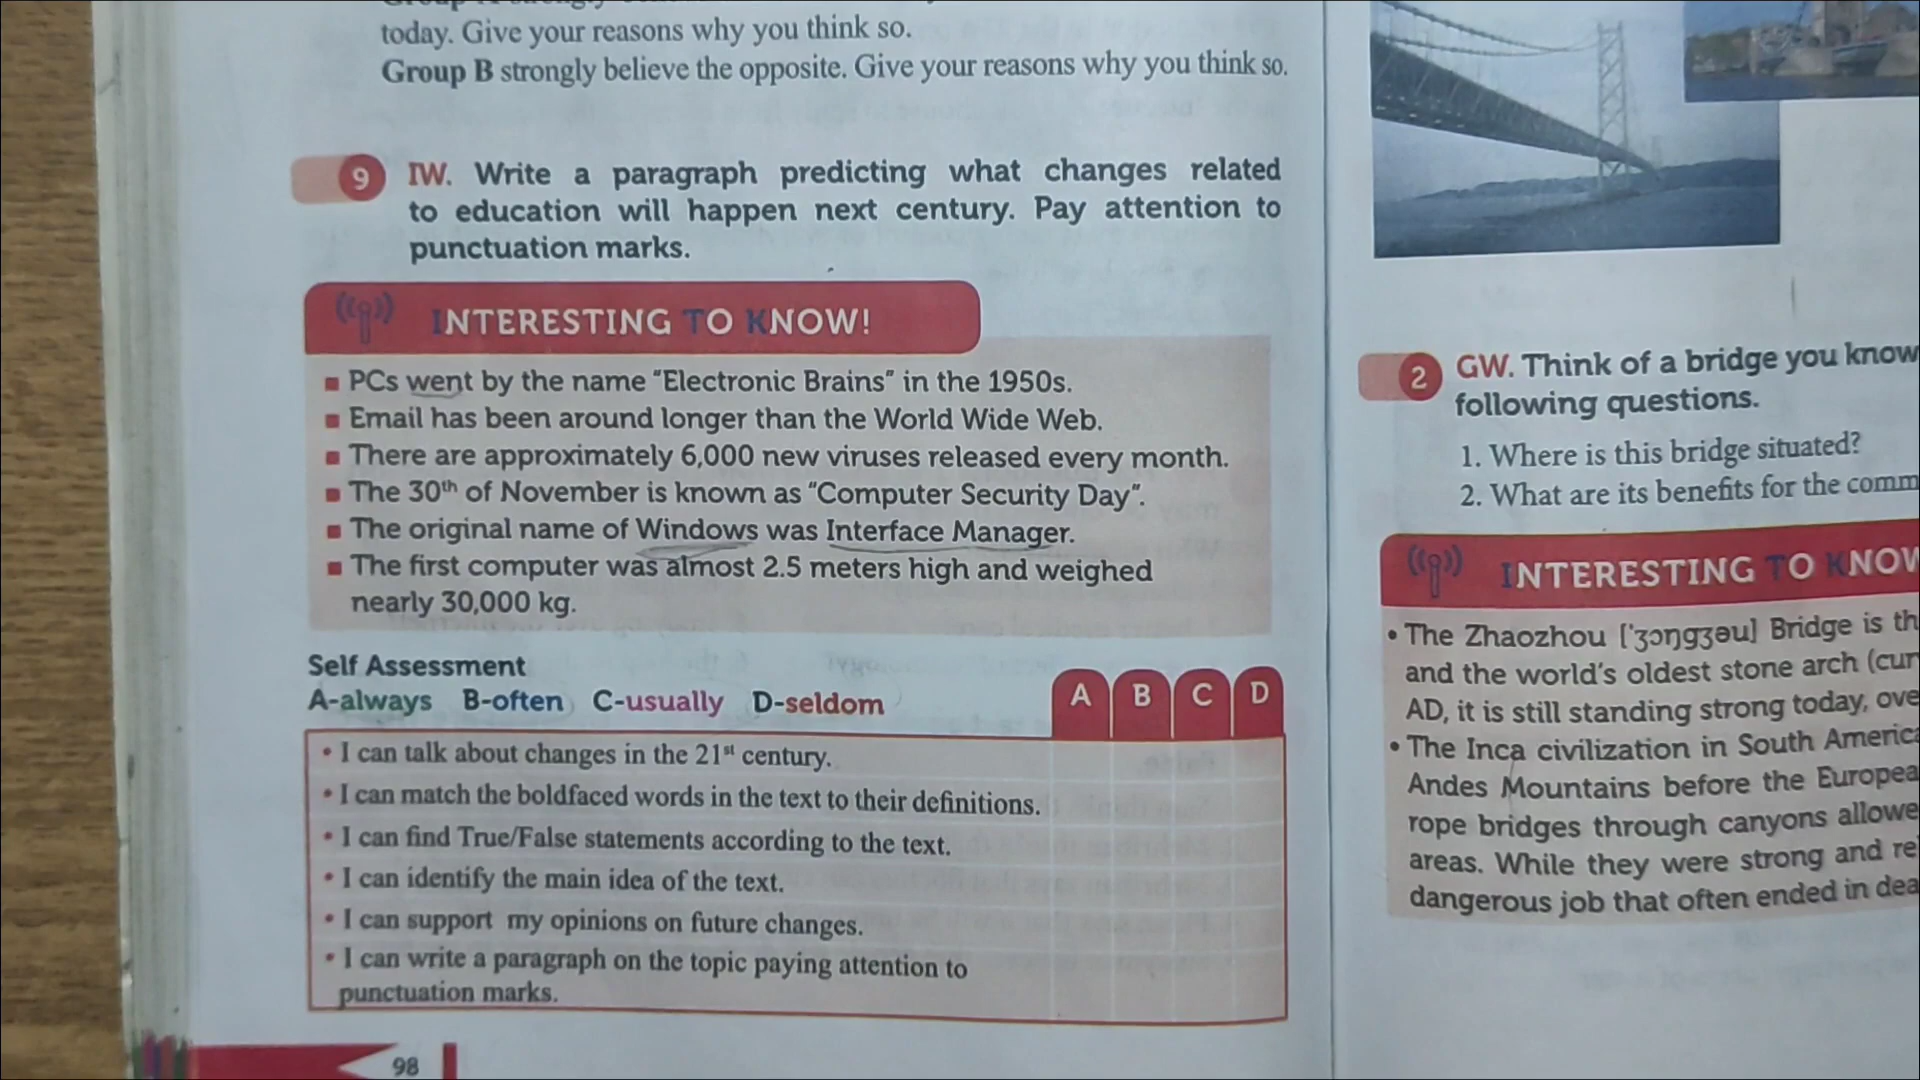 today. Give your reasons why you think so.
Group B strongly believe the opposite. Give your reasons why you think so.
9 IW. Write a paragraph predicting what changes related
to education will happen next century. Pay attention to
punctuation marks.
INTERESTING TO KNOW!
▪ PCs went by the name "Electronic Brains" in the 1950s.
▪ Email has been around longer than the World Wide Web.
▪ There are approximately 6,000 new viruses released every month.
▪ The 30th of November is known as "Computer Security Day".
▪ The original name of Windows was Interface Manager.
▪ The first computer was almost 2.5 meters high and weighed
nearly 30,000 kg.
Self Assessment
A-always B-often C-usually D-seldom
A B C D
• I can talk about changes in the 21st century.
• I can match the boldfaced words in the text to their definitions.
• I can find True/False statements according to the text.
• I can identify the main idea of the text.
• I can support my opinions on future changes.
• I can write a paragraph on the topic paying attention to
punctuation marks.
98
2 GW. Think of a bridge you know
following questions.
1. Where is this bridge situated?
2. What are its benefits for the comm
INTERESTING TO KNOW
• The Zhaozhou ['ʒɔŋgʒəu] Bridge is th
and the world's oldest stone arch (cur
AD, it is still standing strong today, ove
• The Inca civilization in South America
Andes Mountains before the Europea
rope bridges through canyons allowe
areas. While they were strong and re
dangerous job that often ended in dea